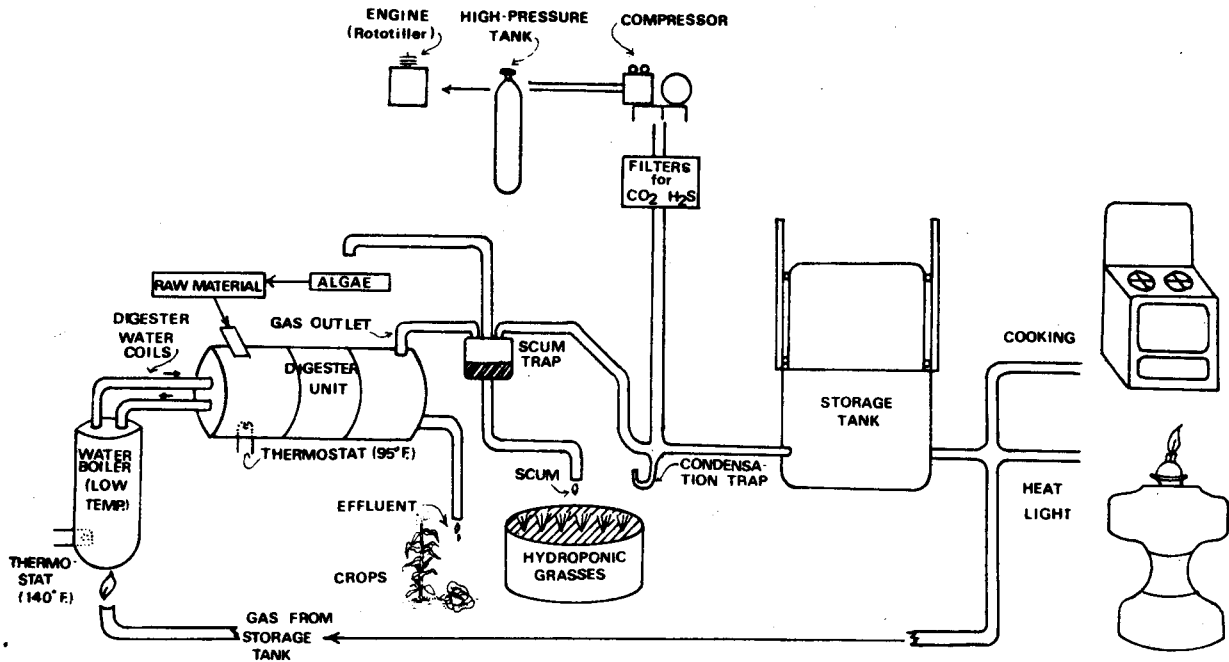 ENGINE
(Rototiller)
HIGH-PRESSURE
TANK
COMPRESSOR
FILTERS
for
CO2 H2S
RAW MATERIAL
ALGAE
DIGESTER
WATER
COILS
GAS OUTLET
SCUM
TRAP
DIGESTER
UNIT
COOKING
STORAGE
TANK
THERMOSTAT (95°F.)
WATER
BOILER
(LOW
TEMP.)
SCUM
CONDENSA-
TION TRAP
HEAT
LIGHT
EFFLUENT
HYDROPONIC
GRASSES
CROPS
THERMO-
STAT
(140°F.)
GAS FROM
STORAGE
TANK